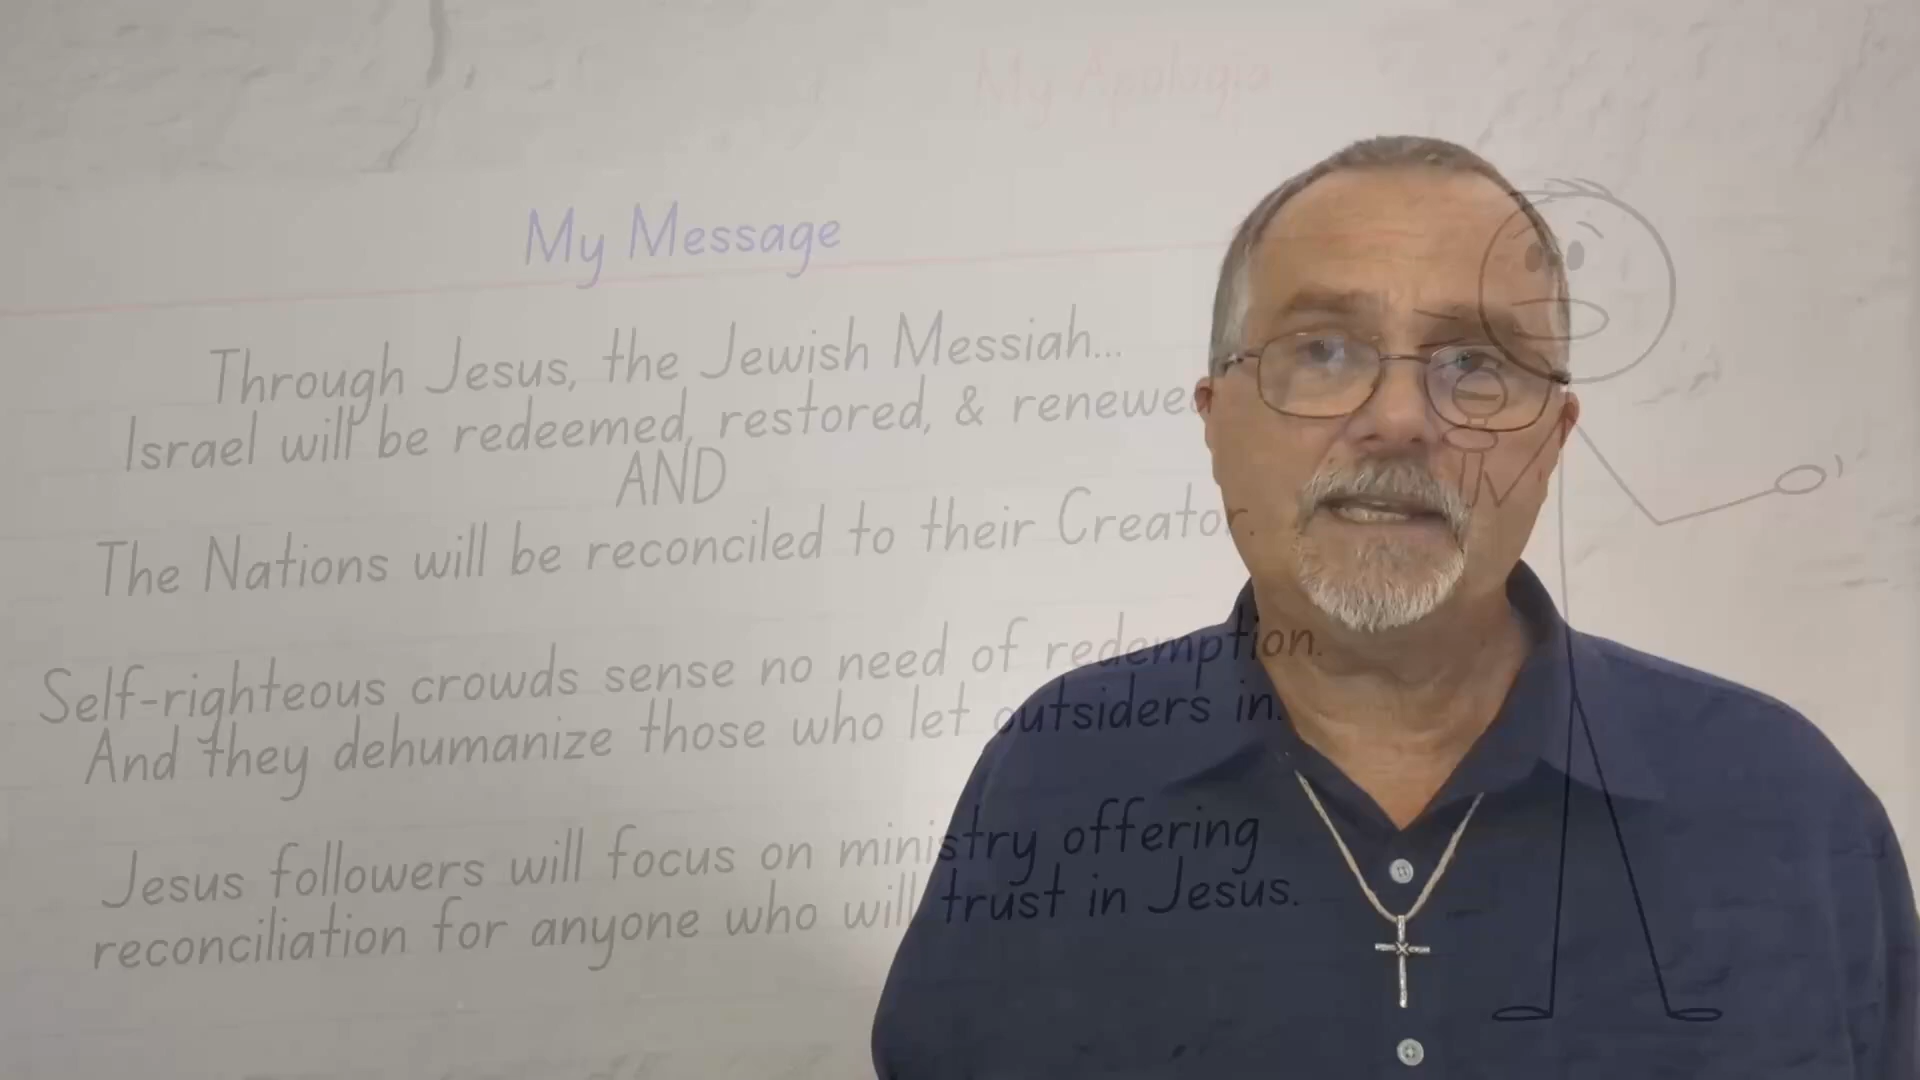 My Apologia
My Message
Through Jesus, the Jewish Messiah...
Israel will be redeemed, restored, & renewed
AND
The Nations will be reconciled to their Creator.
Self-righteous crowds sense no need of redemption.
And they dehumanize those who let outsiders in.
Jesus followers will focus on ministry offering
reconciliation for anyone who will trust in Jesus.